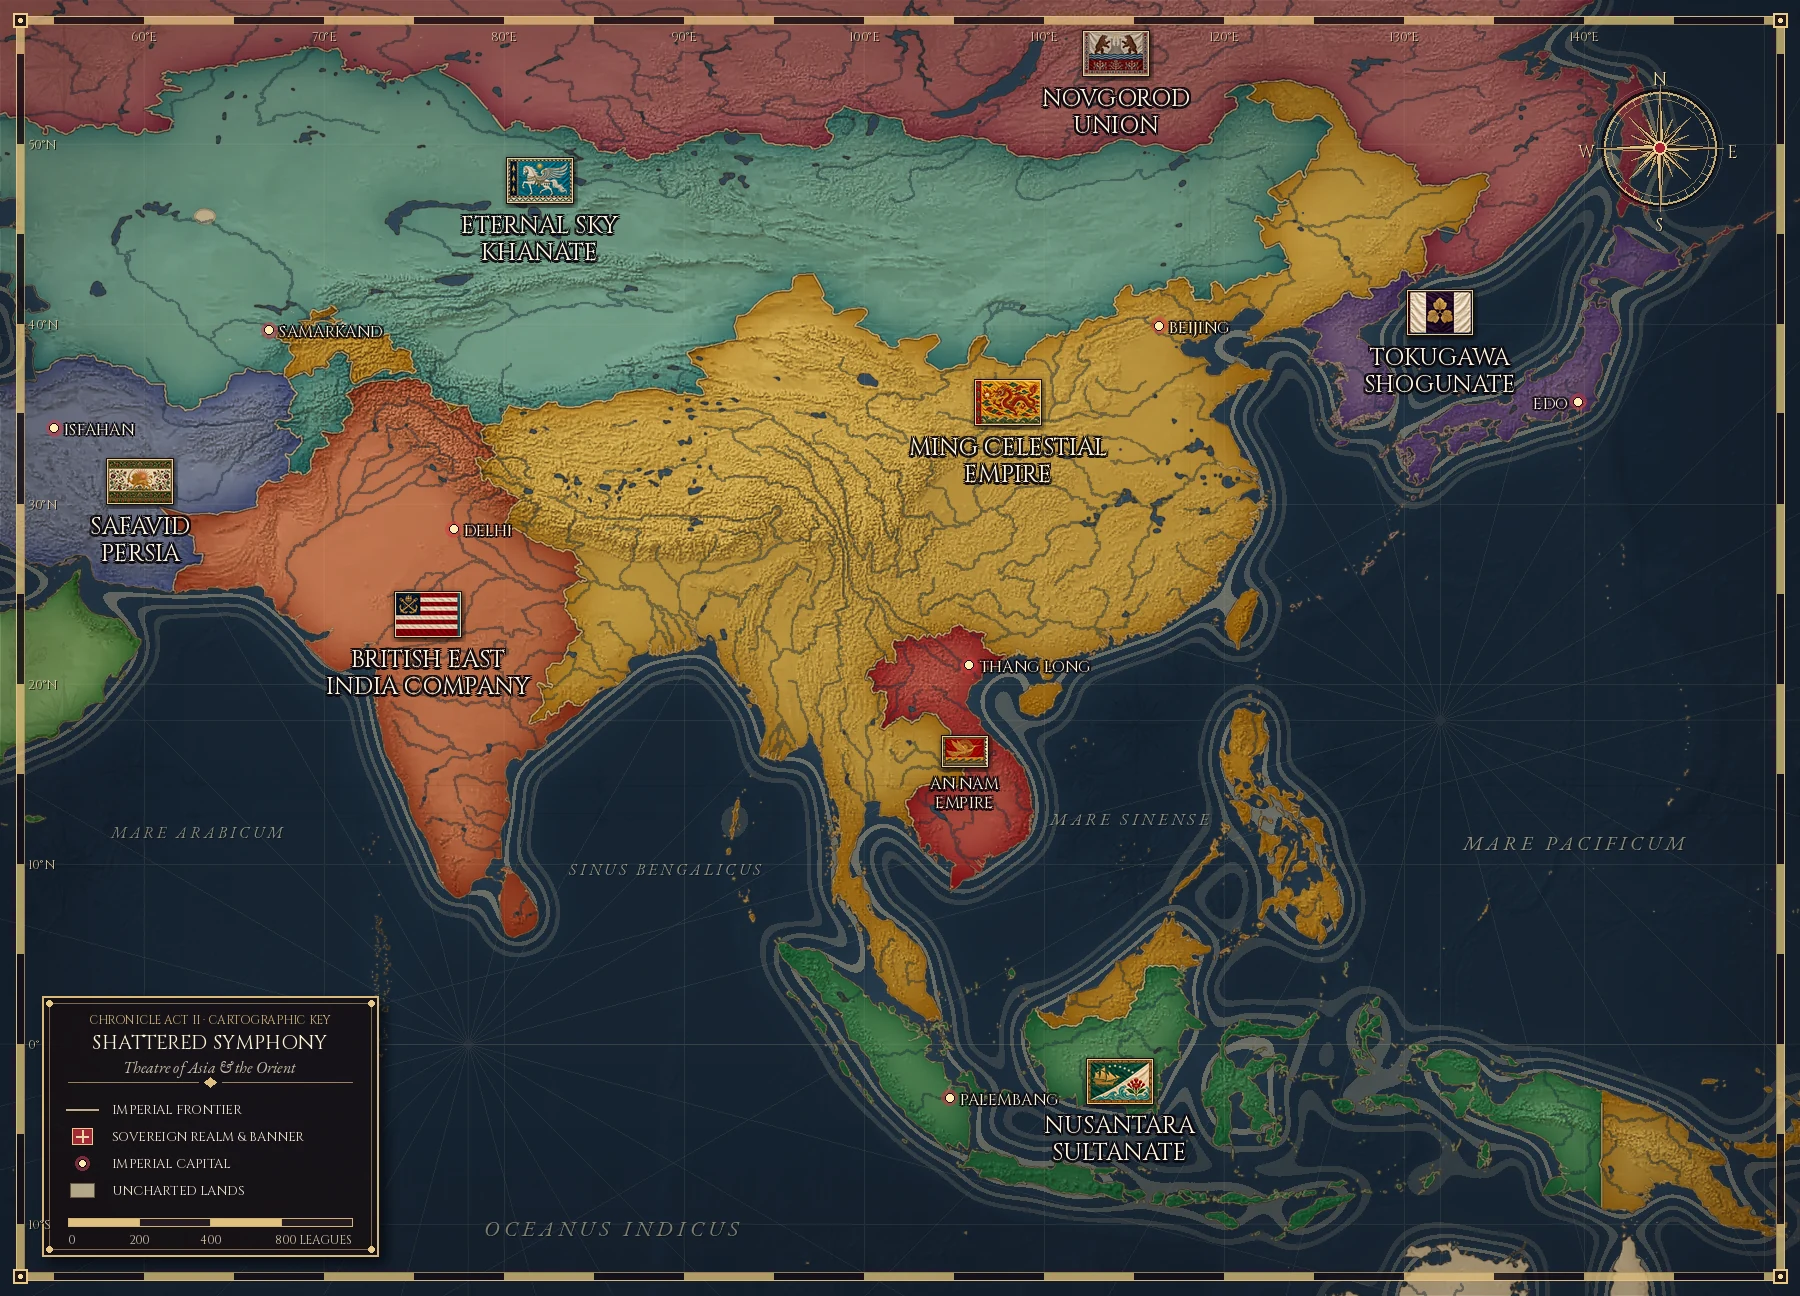 60°E
70°E
80°E
90°E
100°E
110°E
120°E
130°E
140°E
NOVGOROD
UNION
N
W
E
S
50°N
ETERNAL SKY
KHANATE
40°N
SAMARKAND
BEIJING
TOKUGAWA
SHOGUNATE
EDO
ISFAHAN
MING CELESTIAL
EMPIRE
30°N
SAFAVID
PERSIA
DELHI
BRITISH EAST
INDIA COMPANY
20°N
THANG LONG
AN NAM
EMPIRE
MARE ARABICUM
SINUS BENGALICUS
MARE SINENSE
MARE PACIFICUM
10°N
0°
PALEMBANG
NUSANTARA
SULTANATE
10°S
OCEANUS INDICUS
CHRONICLE ACT II · CARTOGRAPHIC KEY
SHATTERED SYMPHONY
Theatre of Asia & the Orient
IMPERIAL FRONTIER
SOVEREIGN REALM & BANNER
IMPERIAL CAPITAL
UNCHARTED LANDS
0 200 400 800 LEAGUES